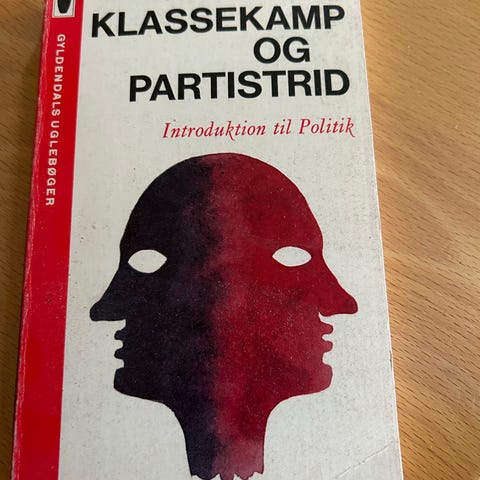 KLASSEKAMP
OG
PARTISTRID
Introduktion til Politik
GYLDENDALS UGLEBØGER